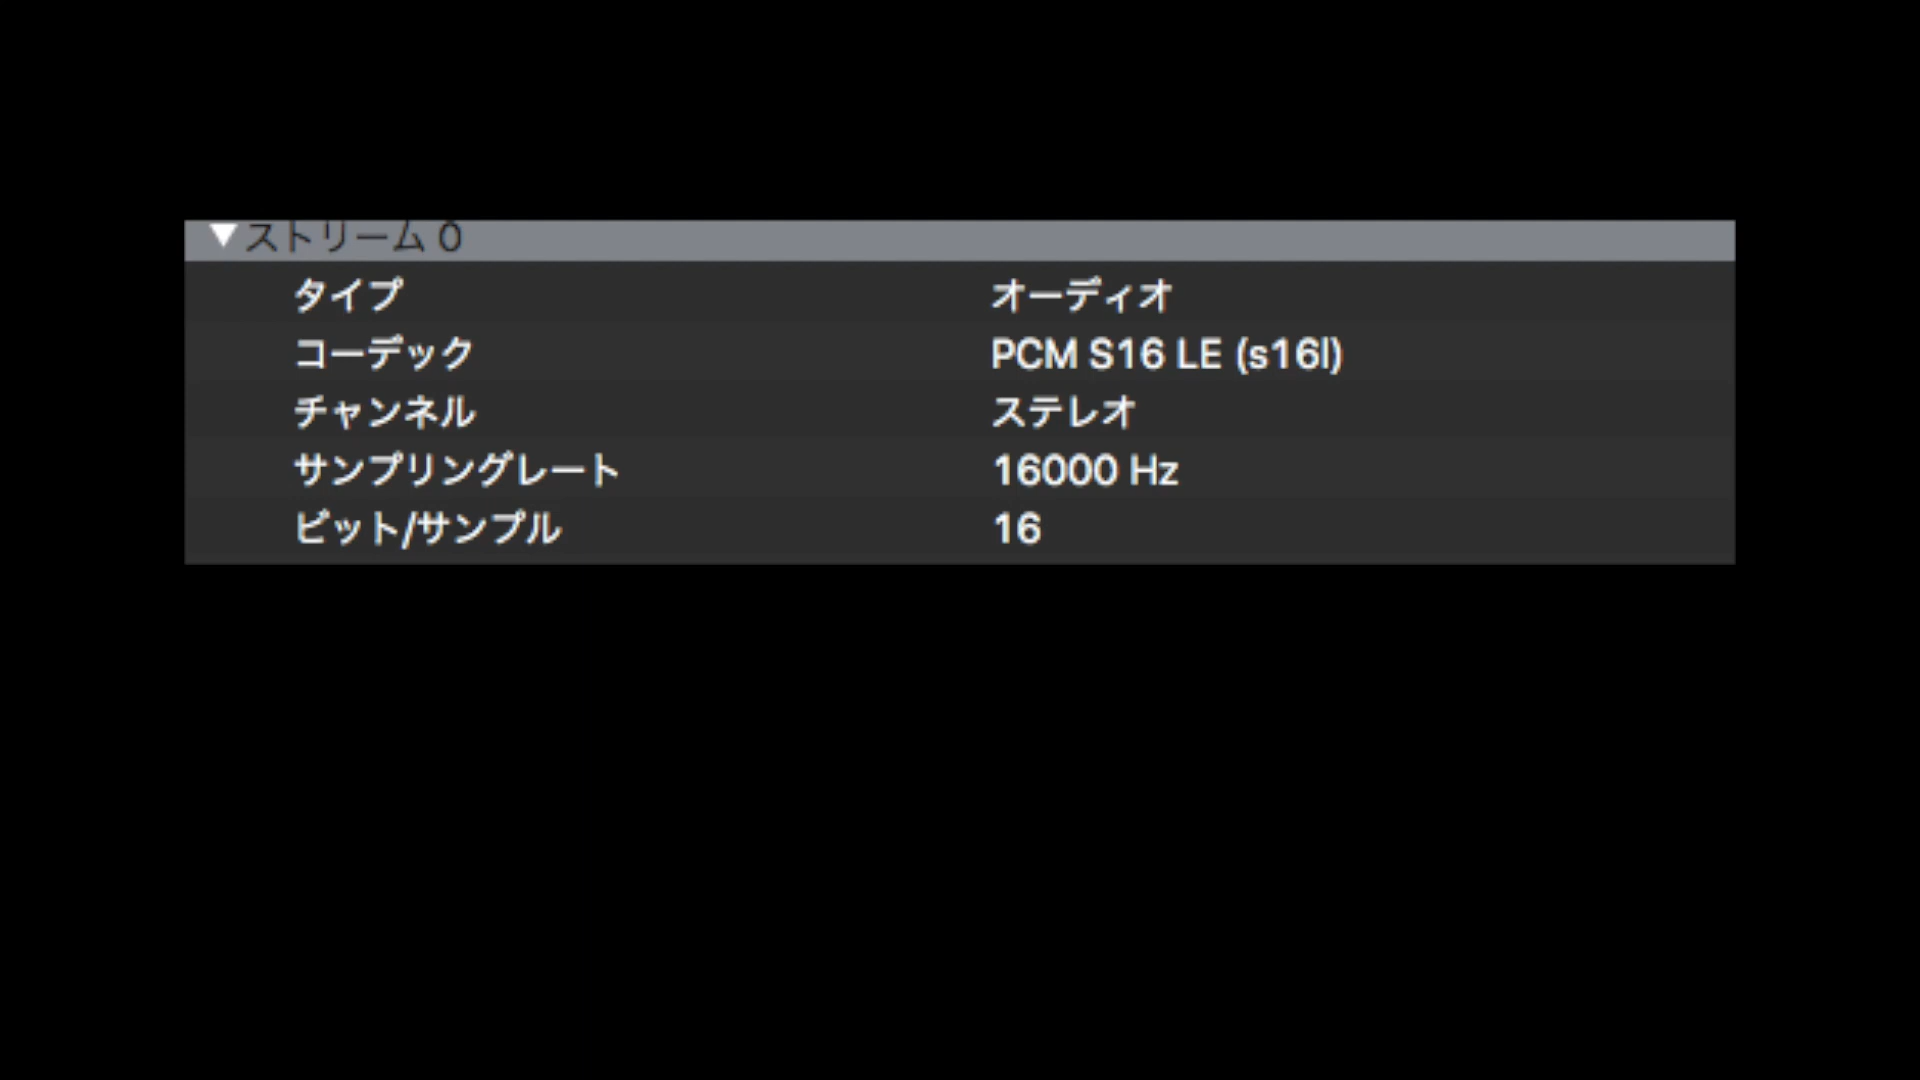 ▼ストリーム 0
タイプ オーディオ
コーデック PCM S16 LE (s16l)
チャンネル ステレオ
サンプリングレート 16000 Hz
ビット/サンプル 16